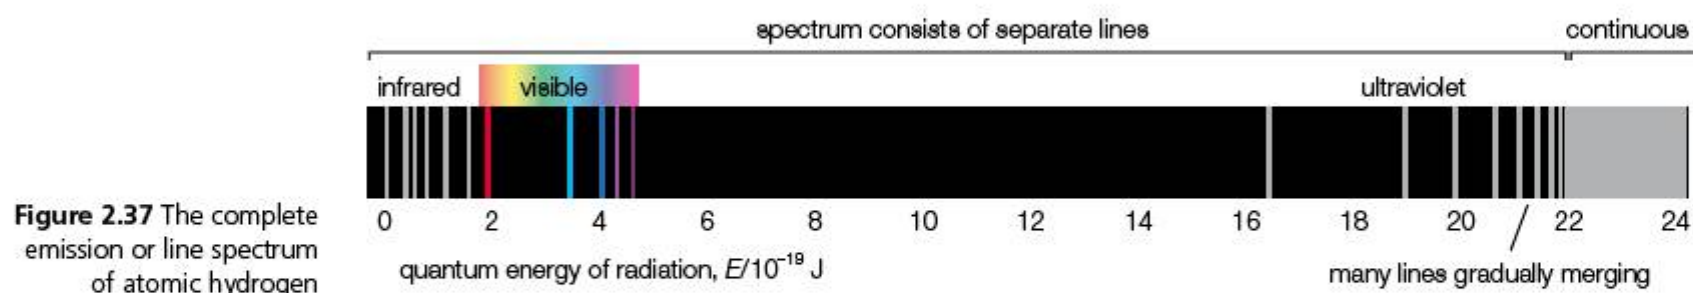 spectrum consists of separate lines
continuous
infrared
visible
ultraviolet
0 2 4 6 8 10 12 14 16 18 20 22 24
quantum energy of radiation, E/10⁻¹⁹ J
many lines gradually merging
Figure 2.37 The complete
emission or line spectrum
of atomic hydrogen